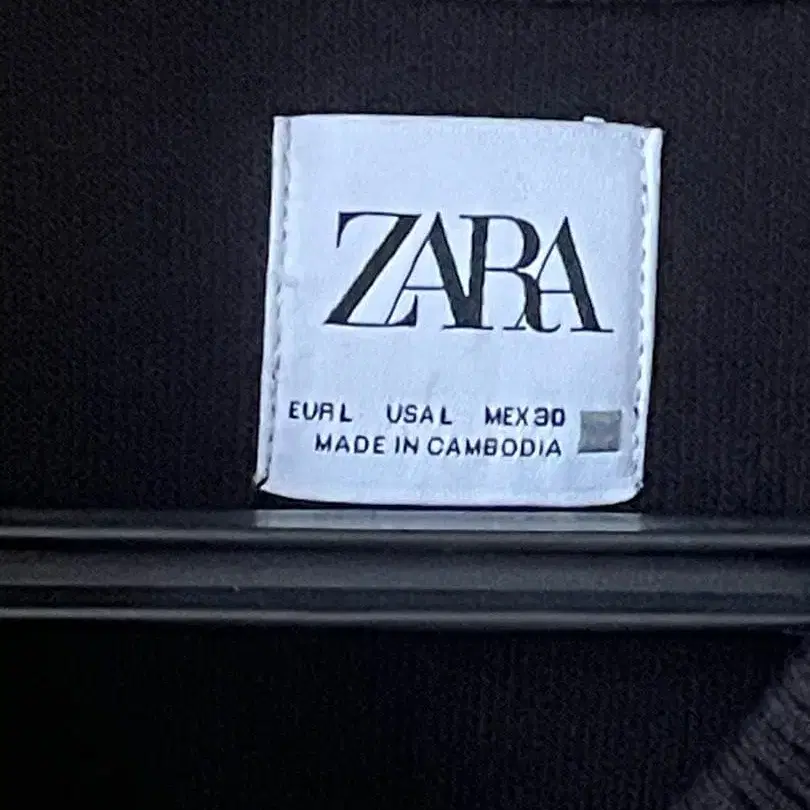 ZARA
EUR L USA L MEX 30
MADE IN CAMBODIA